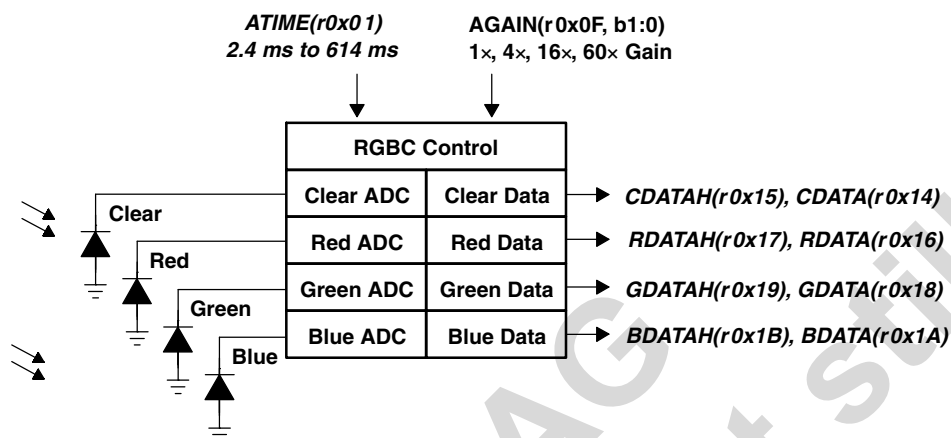 ATIME(r0x01)
2.4 ms to 614 ms
AGAIN(r0x0F, b1:0)
1×, 4×, 16×, 60× Gain
RGBC Control
Clear
Clear ADC
Clear Data
CDATAH(r0x15), CDATA(r0x14)
Red
Red ADC
Red Data
RDATAH(r0x17), RDATA(r0x16)
Green
Green ADC
Green Data
GDATAH(r0x19), GDATA(r0x18)
Blue
Blue ADC
Blue Data
BDATAH(r0x1B), BDATA(r0x1A)
AG